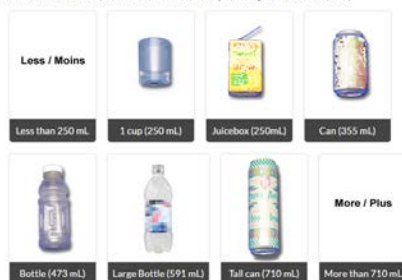 Less / Moins
Less than 250 mL
1 cup (250 mL)
Juicebox (250mL)
Can (355 mL)
Bottle (473 mL)
Large Bottle (591 mL)
Tall can (710 mL)
More / Plus
More than 710 mL